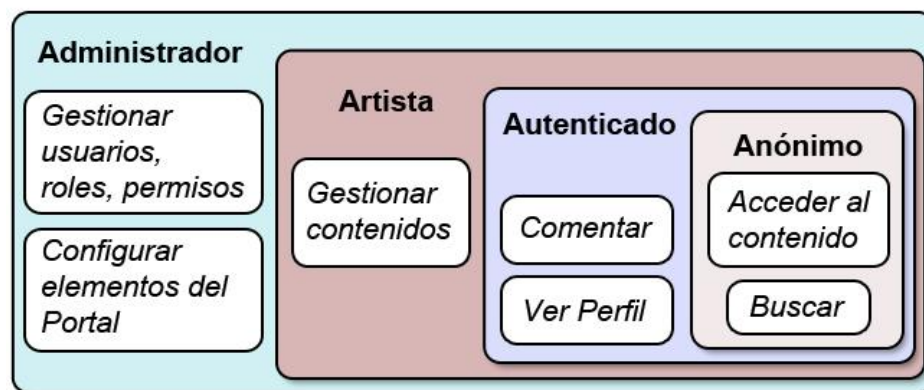 Administrador
Gestionar
usuarios,
roles, permisos
Configurar
elementos del
Portal
Artista
Gestionar
contenidos
Autenticado
Comentar
Ver Perfil
Anónimo
Acceder al
contenido
Buscar